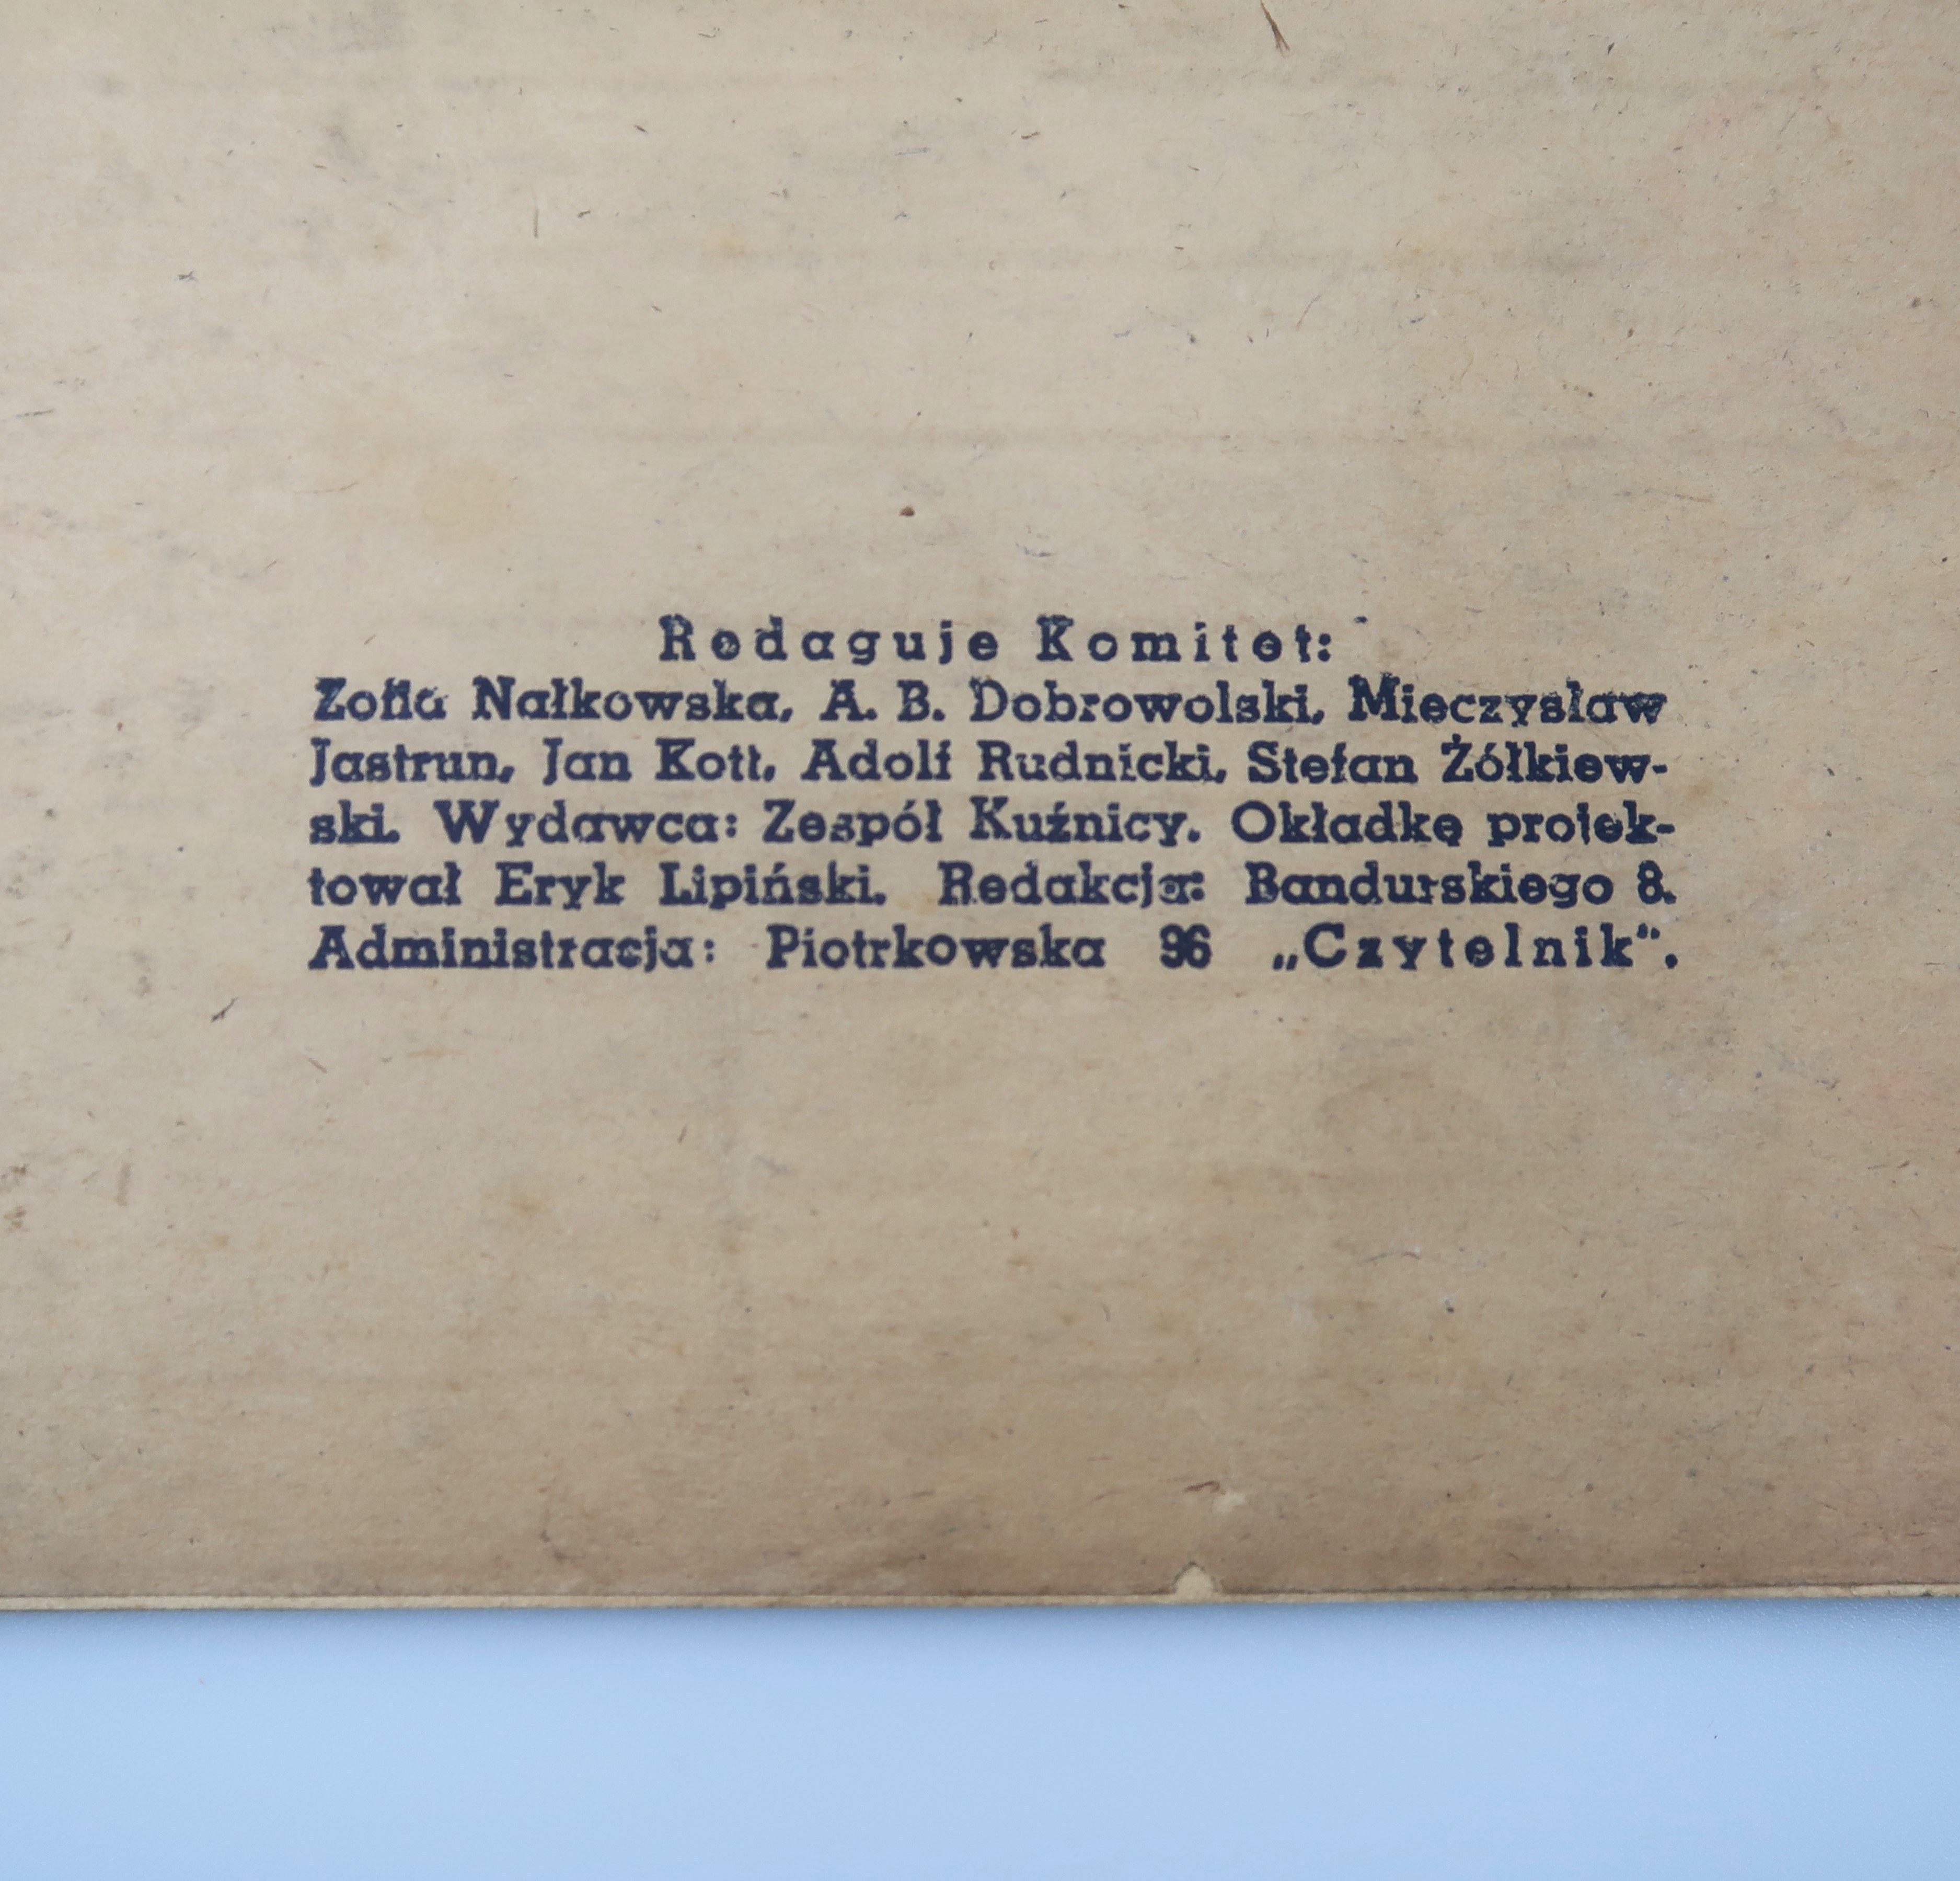 Redaguje Komitet:
Zofia Nałkowska, A. B. Dobrowolski, Mieczysław
Jastrun, Jan Kott, Adolf Rudnicki, Stefan Żółkiew-
ski. Wydawca: Zespół Kuźnicy. Okładkę projek-
tował Eryk Lipiński. Redakcja: Bandurskiego 8.
Administracja: Piotrkowska 96 „Czytelnik“.